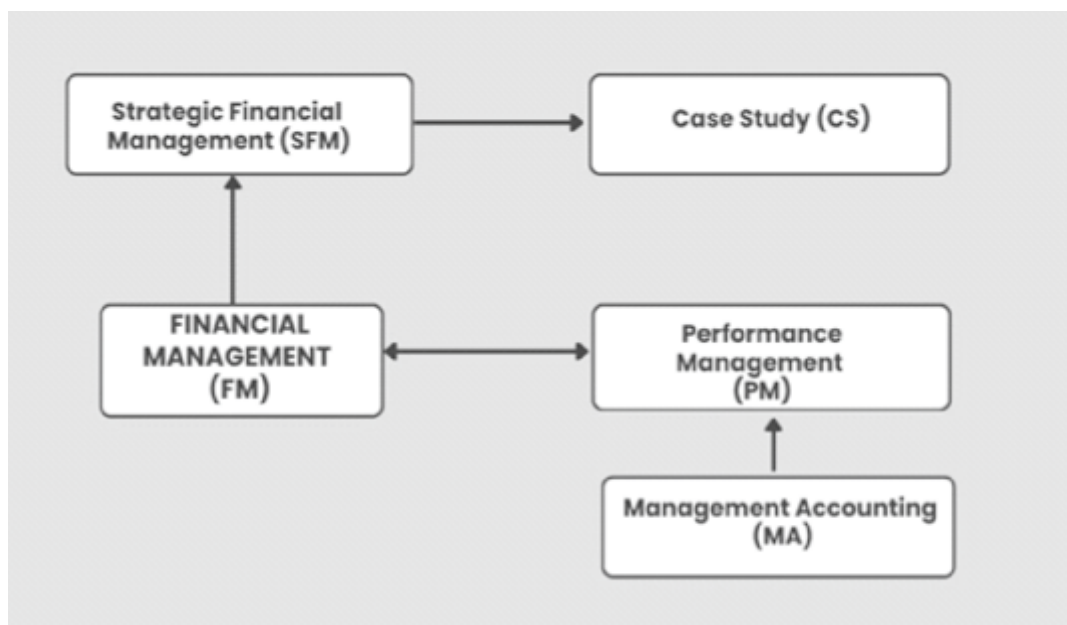 Strategic Financial
Management (SFM)
Case Study (CS)
FINANCIAL
MANAGEMENT
(FM)
Performance
Management
(PM)
Management Accounting
(MA)